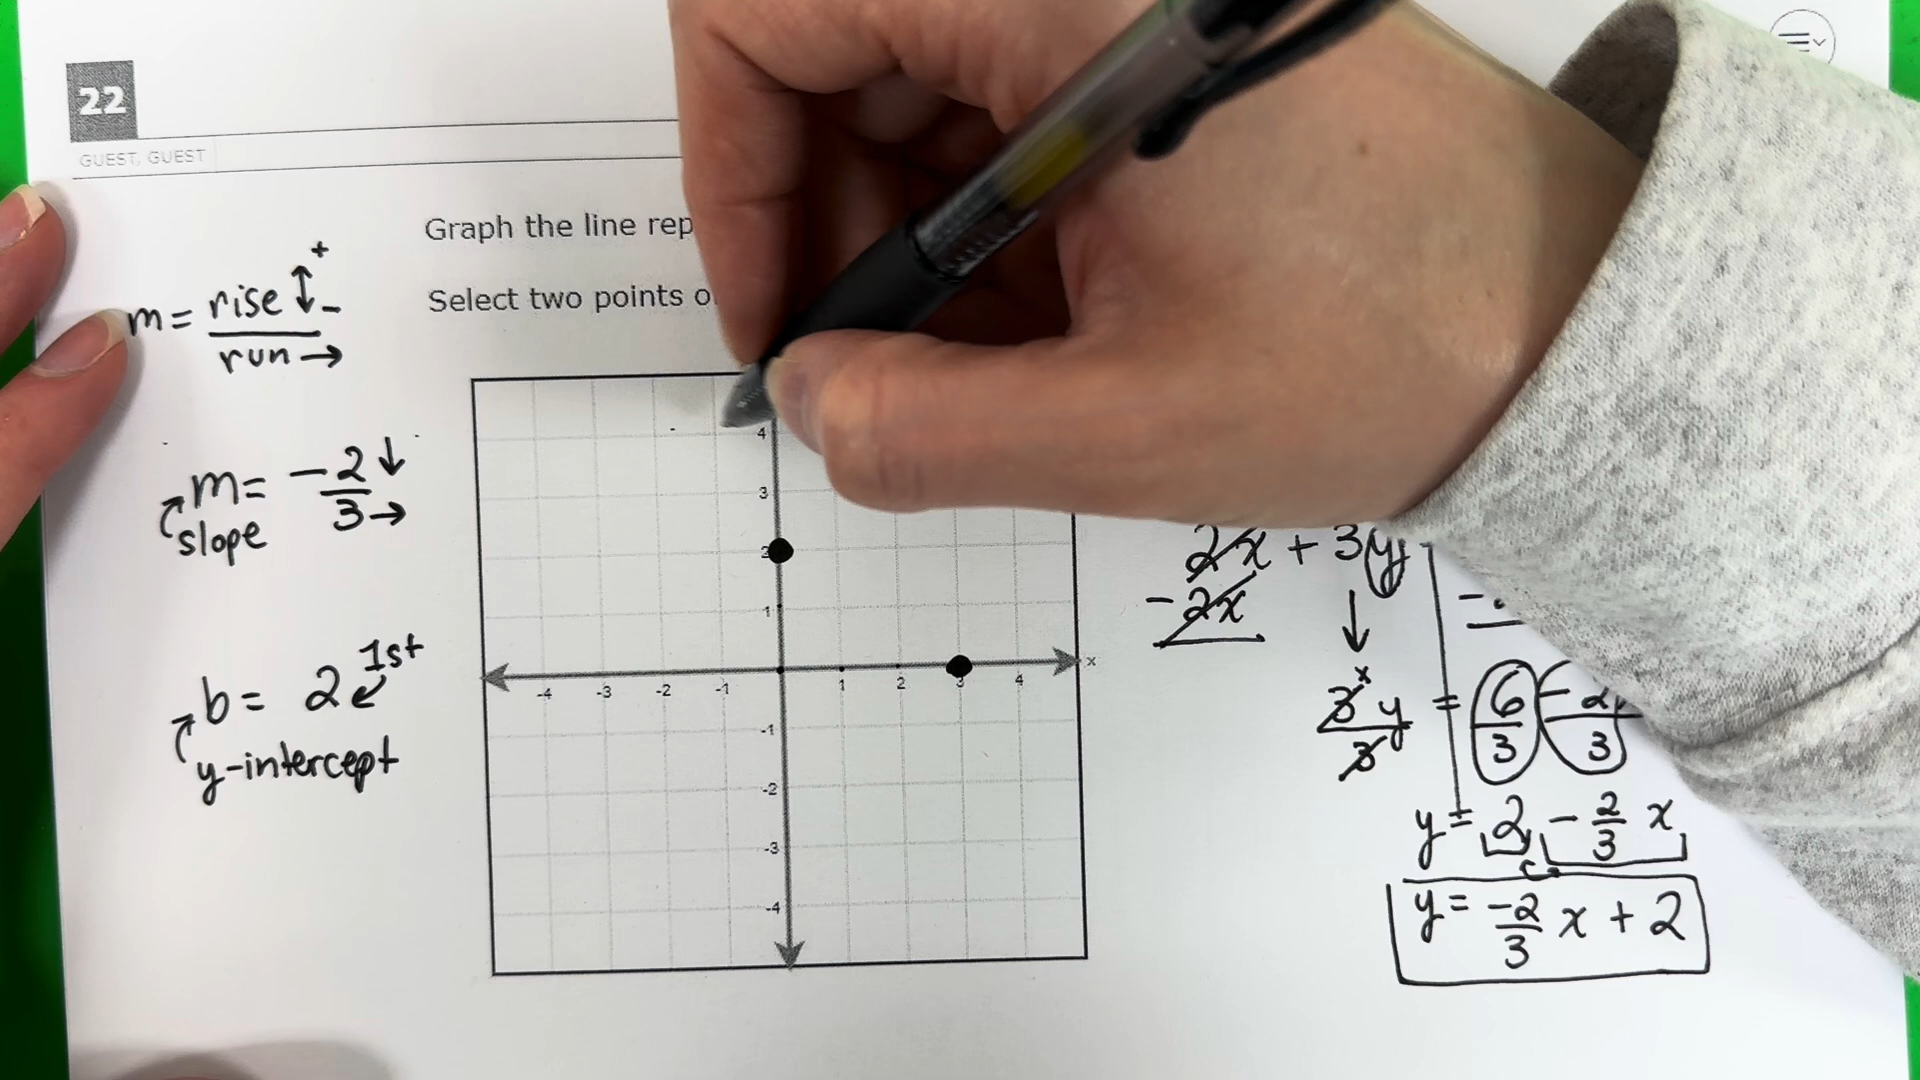 22
GUEST, GUEST
Graph the line rep
Select two points o
m = rise ↕ + -
run →
m = -2 ↓
3 →
slope
b = 2 1st
y-intercept
4
3
2
1
-4 -3 -2 -1 1 2 3 4 x
-1
-2
-3
-4
2x + 3y
-2x
3y = 6 - 2
3 3 3
y = 2 - 2/3 x
y = -2/3 x + 2